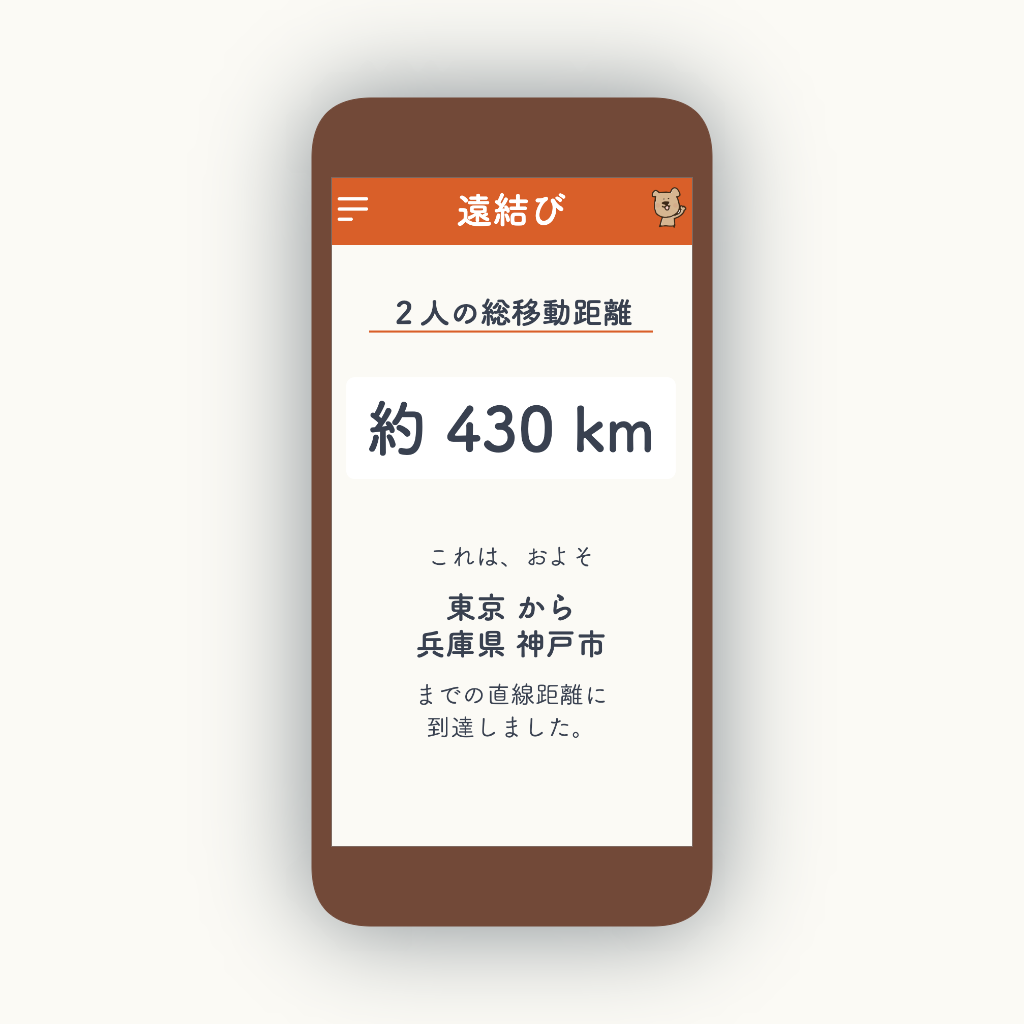 遠結び
２人の総移動距離
約 430 km
これは、およそ
東京 から
兵庫県 神戸市
までの直線距離に
到達しました。